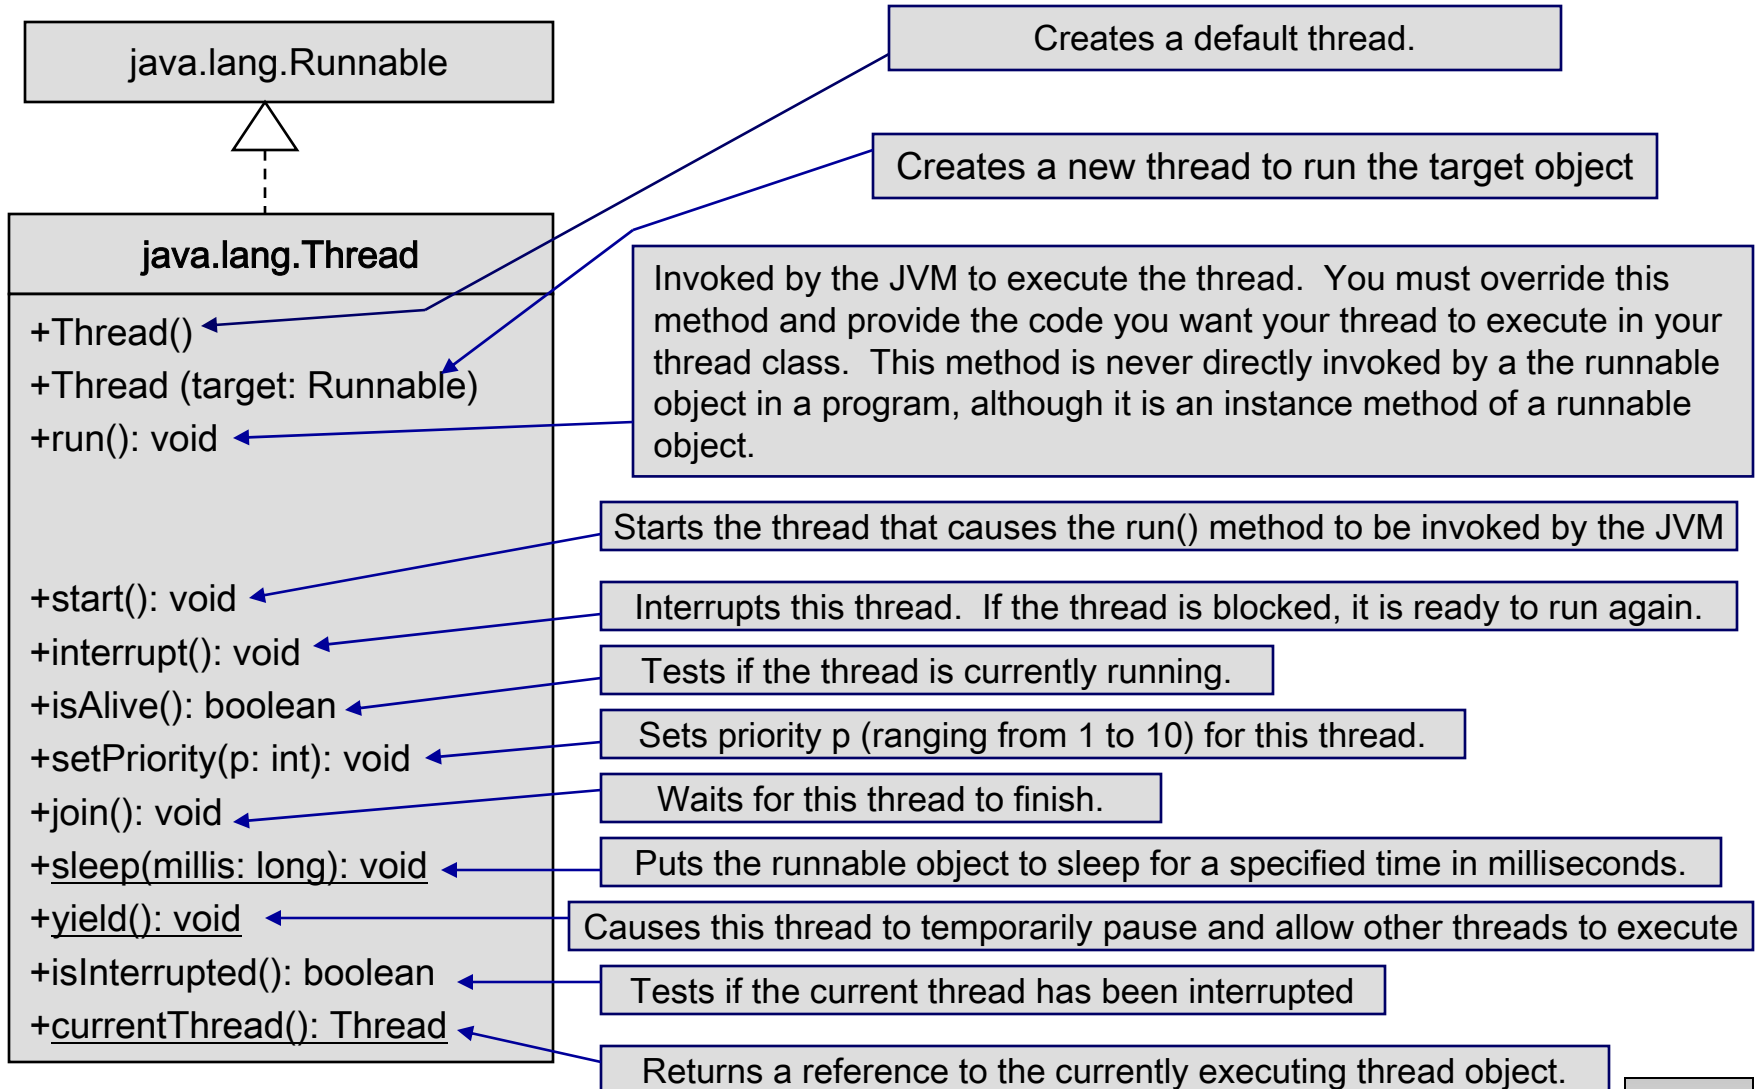 java.lang.Runnable
Creates a default thread.
Creates a new thread to run the target object
java.lang.Thread
+Thread()
+Thread (target: Runnable)
+run(): void
Invoked by the JVM to execute the thread.  You must override this
method and provide the code you want your thread to execute in your
thread class.  This method is never directly invoked by a the runnable
object in a program, although it is an instance method of a runnable
object.
Starts the thread that causes the run() method to be invoked by the JVM
+start(): void
Interrupts this thread.  If the thread is blocked, it is ready to run again.
+interrupt(): void
Tests if the thread is currently running.
+isAlive(): boolean
Sets priority p (ranging from 1 to 10) for this thread.
+setPriority(p: int): void
Waits for this thread to finish.
+join(): void
Puts the runnable object to sleep for a specified time in milliseconds.
+sleep(millis: long): void
Causes this thread to temporarily pause and allow other threads to execute
+yield(): void
+isInterrupted(): boolean
Tests if the current thread has been interrupted
+currentThread(): Thread
Returns a reference to the currently executing thread object.